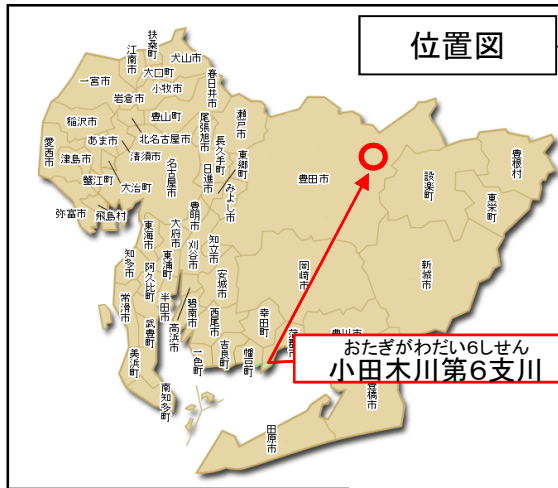 位置図
扶桑町
江南市
犬山市
大口町
一宮市
小牧市
春日井市
岩倉市
稲沢市
豊山町
瀬戸市
尾張旭市
長久手町
あま市
北名古屋市
愛西市
津島市
清須市
名古屋市
日進市
東郷町
豊田市
設楽町
豊根村
蟹江町
大治町
みよし市
東栄町
弥富市
飛島村
豊明市
大府市
東海市
東浦町
刈谷市
知立市
知多市
阿久比町
安城市
岡崎市
新城市
常滑市
半田市
碧南市
高浜市
西尾市
幸田町
武豊町
一色町
吉良町
幡豆町
蒲郡市
豊川市
美浜町
南知多町
おたぎがわだい6しせん
小田木川第6支川
豊橋市
田原市